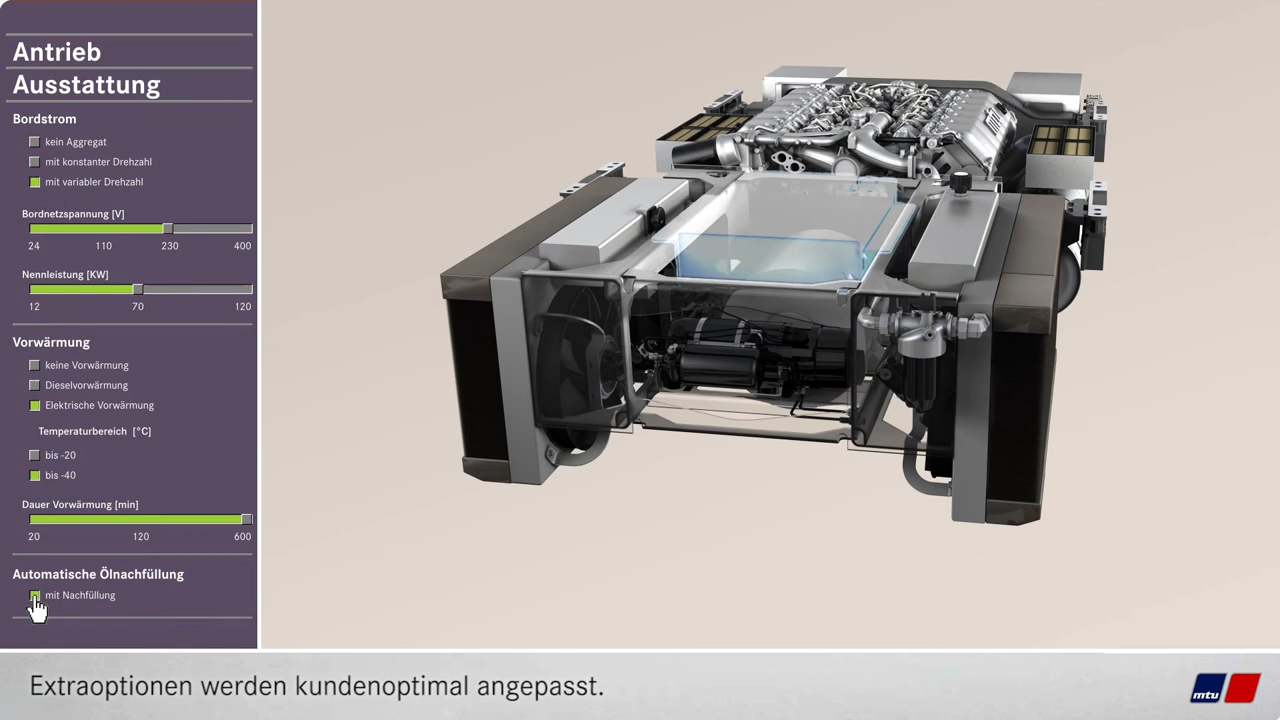 Antrieb
Ausstattung
Bordstrom
kein Aggregat
mit konstanter Drehzahl
mit variabler Drehzahl
Bordnetzspannung [V]
24 110 230 400
Nennleistung [KW]
12 70 120
Vorwärmung
keine Vorwärmung
Dieselvorwärmung
Elektrische Vorwärmung
Temperaturbereich [°C]
bis -20
bis -40
Dauer Vorwärmung [min]
20 120 600
Automatische Ölnachfüllung
mit Nachfüllung
Extraoptionen werden kundenoptimal angepasst.
mtu